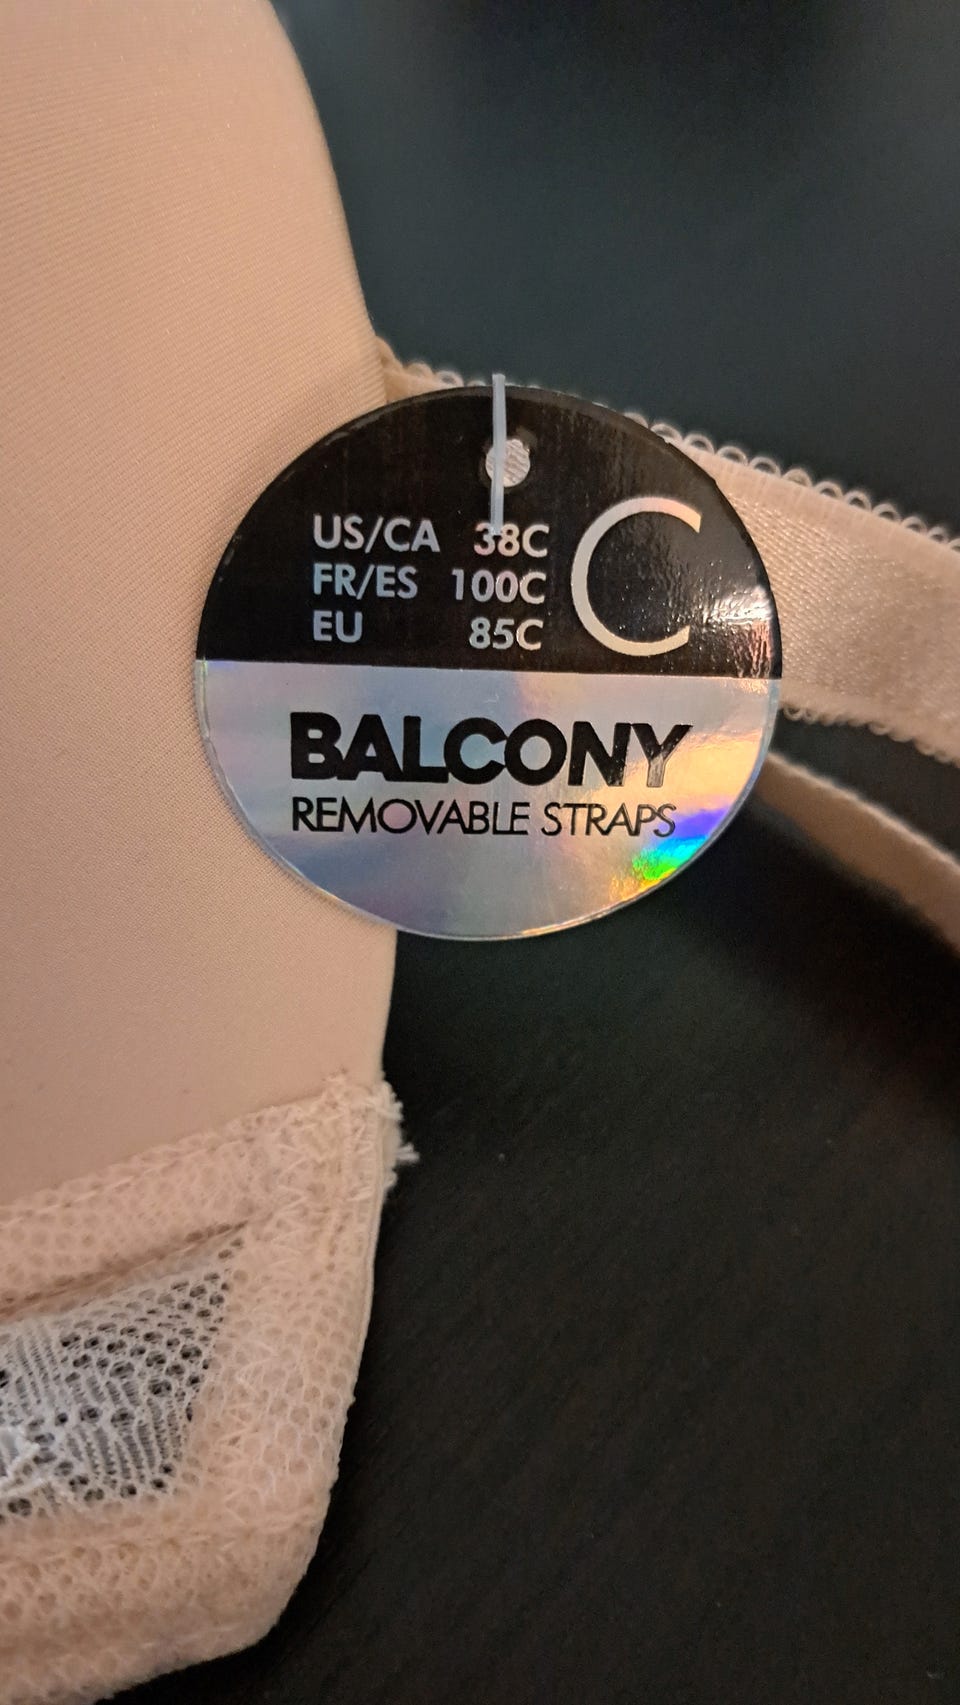 US/CA 38C
FR/ES 100C
EU 85C
C
BALCONY
REMOVABLE STRAPS